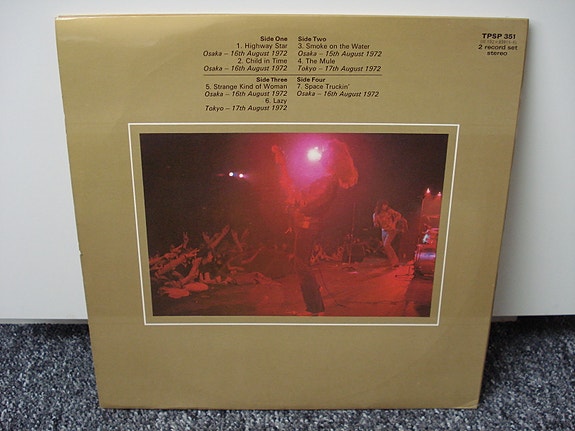 TPSP 351
2 record set
stereo
Side One
1. Highway Star
Osaka – 16th August 1972
2. Child in Time
Osaka – 16th August 1972
Side Two
3. Smoke on the Water
Osaka – 15th August 1972
4. The Mule
Tokyo – 17th August 1972
Side Three
5. Strange Kind of Woman
Osaka – 16th August 1972
6. Lazy
Tokyo – 17th August 1972
Side Four
7. Space Truckin'
Osaka – 16th August 1972